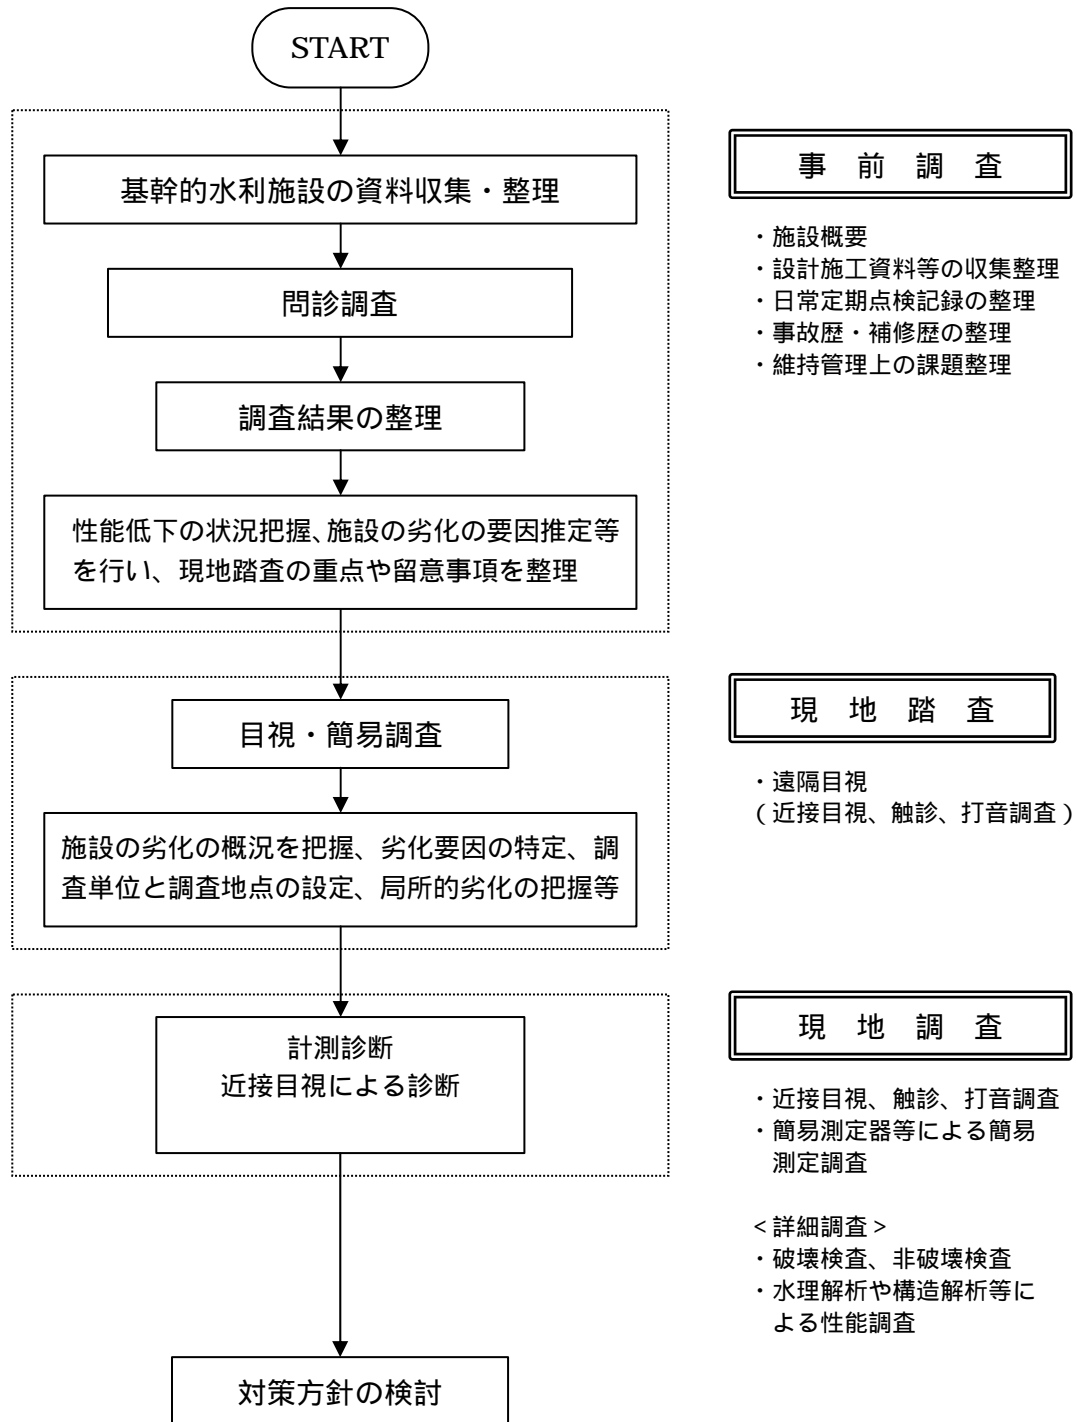 START
基幹的水利施設の資料収集・整理
問診調査
調査結果の整理
性能低下の状況把握、施設の劣化の要因推定等
を行い、現地踏査の重点や留意事項を整理
事 前 調 査
・施設概要
・設計施工資料等の収集整理
・日常定期点検記録の整理
・事故歴・補修歴の整理
・維持管理上の課題整理
目視・簡易調査
施設の劣化の概況を把握、劣化要因の特定、調
査単位と調査地点の設定、局所的劣化の把握等
現 地 踏 査
・遠隔目視
(近接目視、触診、打音調査)
計測診断
近接目視による診断
現 地 調 査
・近接目視、触診、打音調査
・簡易測定器等による簡易
測定調査
<詳細調査>
・破壊検査、非破壊検査
・水理解析や構造解析等に
よる性能調査
対策方針の検討